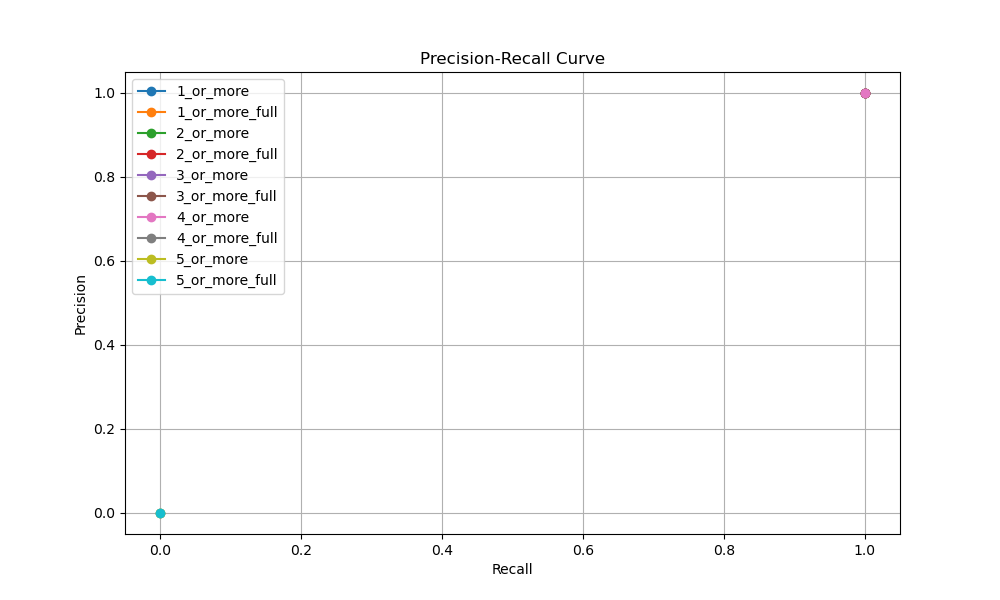 Precision-Recall Curve
1.0
0.8
0.6
0.4
0.2
0.0
Precision
1_or_more
1_or_more_full
2_or_more
2_or_more_full
3_or_more
3_or_more_full
4_or_more
4_or_more_full
5_or_more
5_or_more_full
0.0 0.2 0.4 0.6 0.8 1.0
Recall